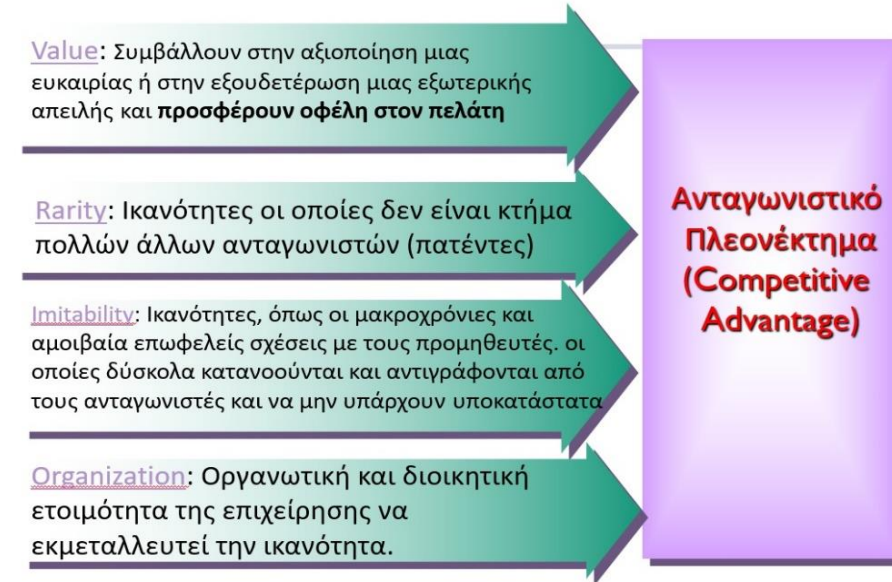 Value: Συμβάλλουν στην αξιοποίηση μιας
ευκαιρίας ή στην εξουδετέρωση μιας εξωτερικής
απειλής και προσφέρουν οφέλη στον πελάτη
Rarity: Ικανότητες οι οποίες δεν είναι κτήμα
πολλών άλλων ανταγωνιστών (πατέντες)
Imitability: Ικανότητες, όπως οι μακροχρόνιες και
αμοιβαία επωφελείς σχέσεις με τους προμηθευτές. οι
οποίες δύσκολα κατανοούνται και αντιγράφονται από
τους ανταγωνιστές και να μην υπάρχουν υποκατάστατα
Organization: Οργανωτική και διοικητική
ετοιμότητα της επιχείρησης να
εκμεταλλευτεί την ικανότητα.
Ανταγωνιστικό
Πλεονέκτημα
(Competitive
Advantage)